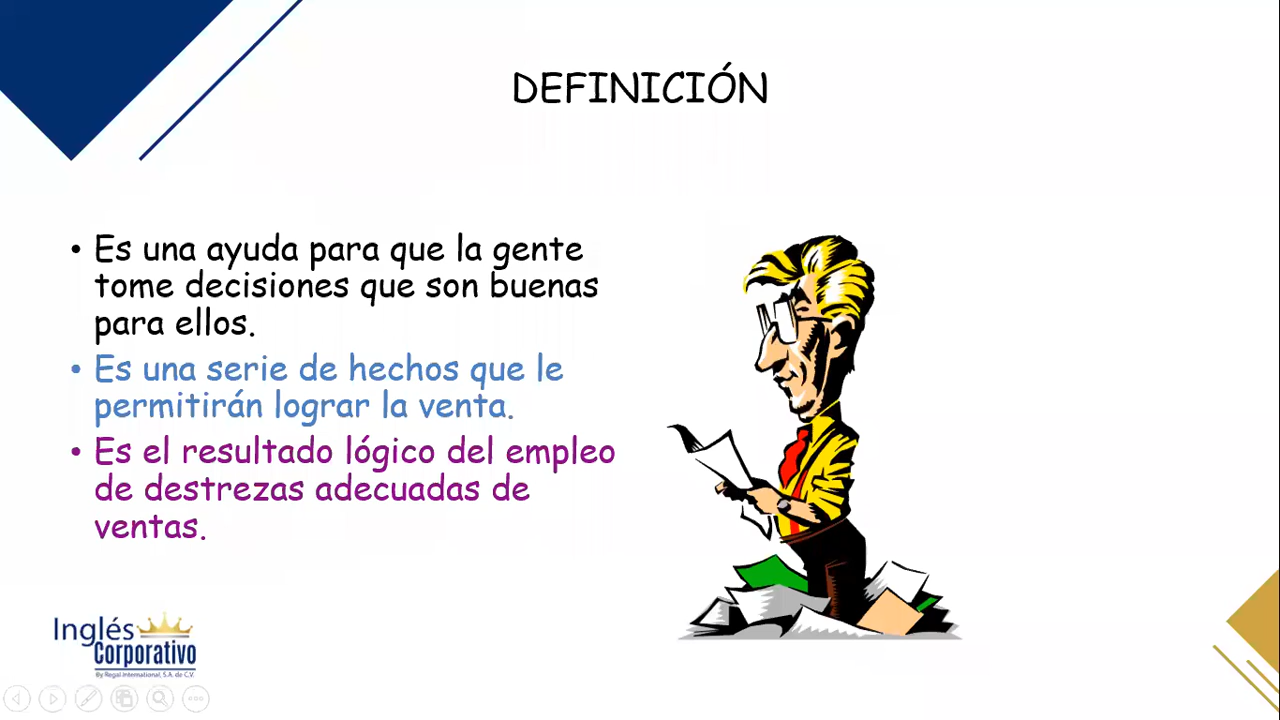 DEFINICIÓN
• Es una ayuda para que la gente
tome decisiones que son buenas
para ellos.
• Es una serie de hechos que le
permitirán lograr la venta.
• Es el resultado lógico del empleo
de destrezas adecuadas de
ventas.
Inglés
Corporativo
By Regal International, S.A. de C.V.